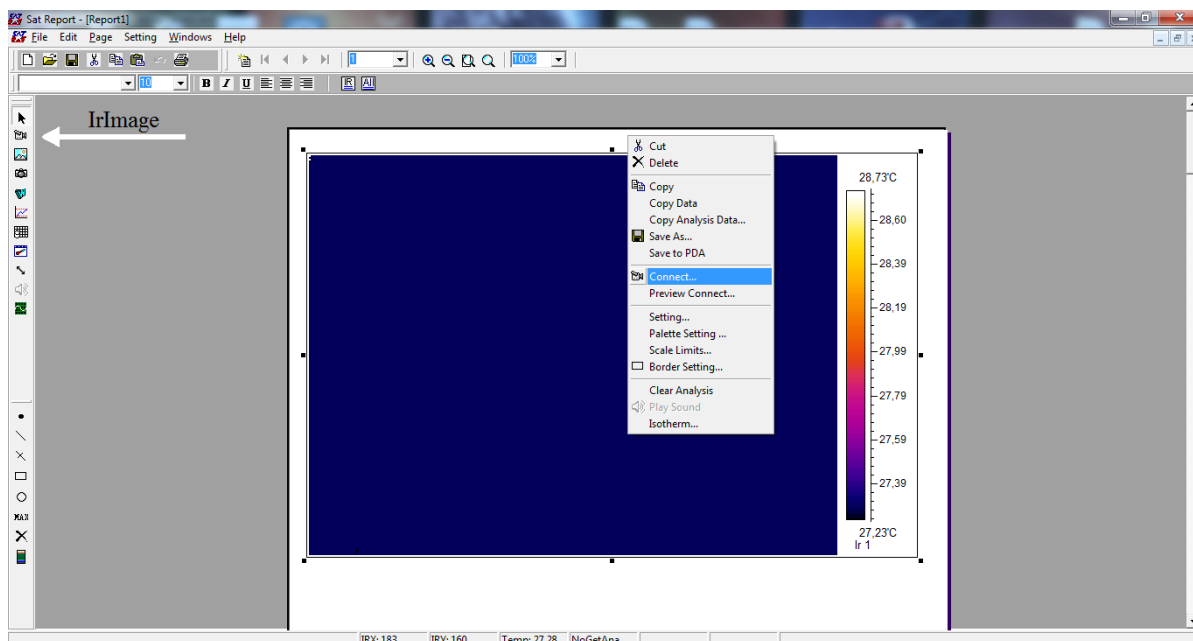 Sat Report - [Report1]
File Edit Page Setting Windows Help
1 100%
10 B I U IR All
IrImage
Cut
Delete
Copy
Copy Data
Copy Analysis Data...
Save As...
Save to PDA
Connect...
Preview Connect...
Setting...
Palette Setting ...
Scale Limits...
Border Setting...
Clear Analysis
Play Sound
Isotherm...
28,73'C
28,60
28,39
28,19
27,99
27,79
27,59
27,39
27,23'C
Ir 1
MAX
IRX: 183 IRY: 160 Temp: 27.28 NoGetAna